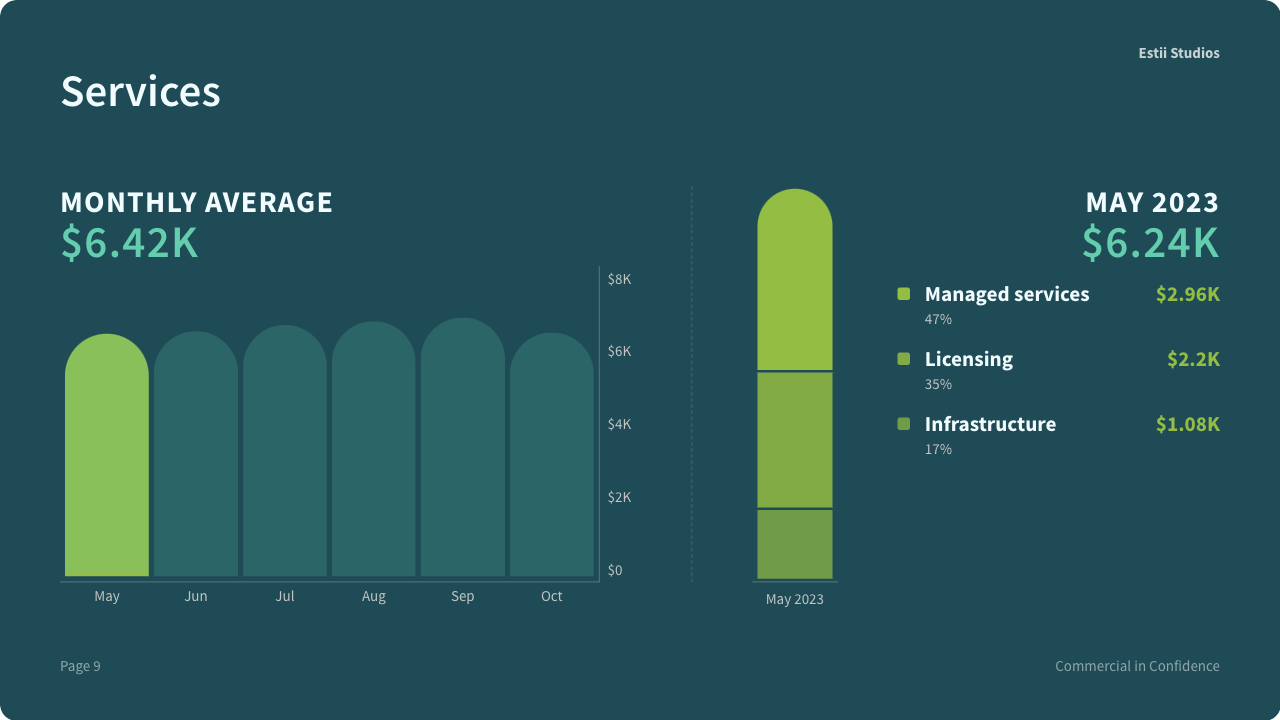 Estii Studios
Services
MONTHLY AVERAGE
$6.42K
$8K
$6K
$4K
$2K
$0
May Jun Jul Aug Sep Oct
May 2023
MAY 2023
$6.24K
Managed services $2.96K
47%
Licensing $2.2K
35%
Infrastructure $1.08K
17%
Page 9
Commercial in Confidence